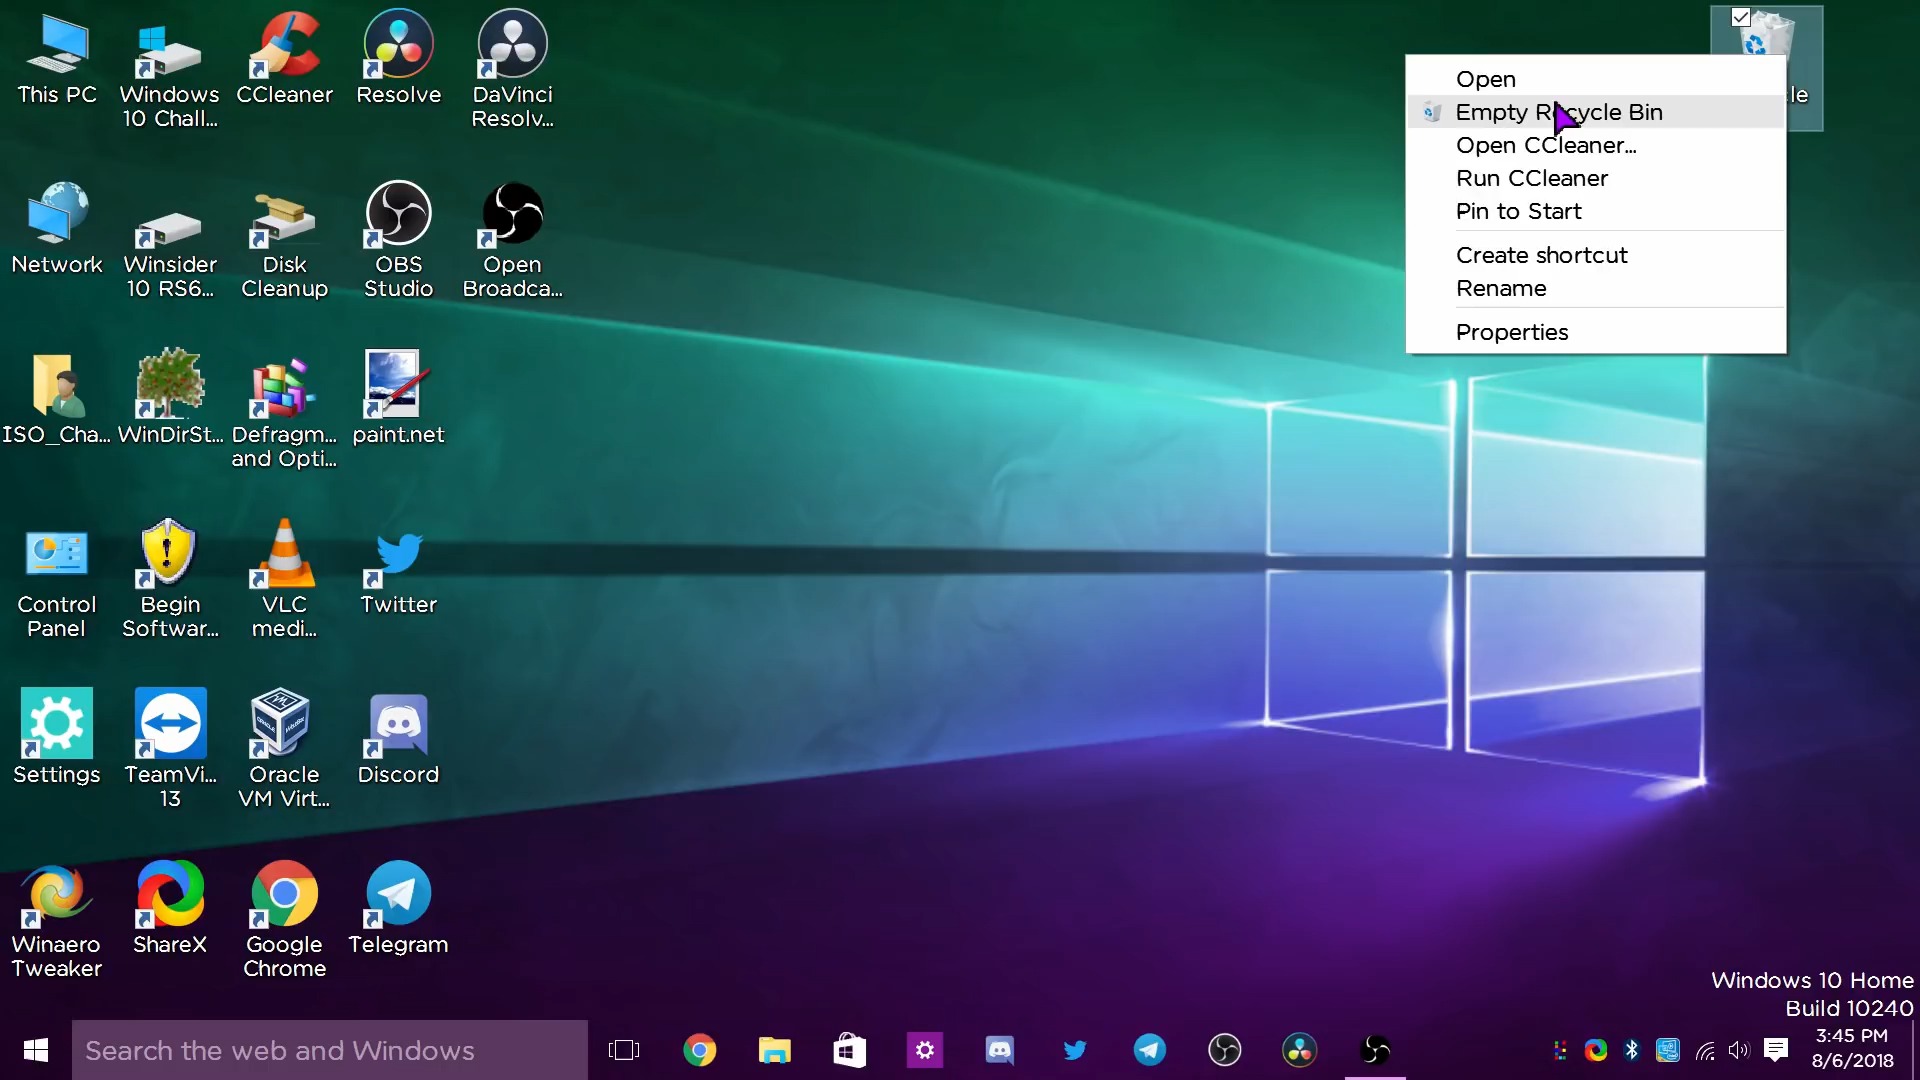 This PC
Windows
10 Chall...
CCleaner
Resolve
DaVinci
Resolv...
Network
Winsider
10 RS6...
Disk
Cleanup
OBS
Studio
Open
Broadca...
ISO_Cha...
WinDirSt...
Defragm...
and Opti...
paint.net
Control
Panel
Begin
Softwar...
VLC
medi...
Twitter
Settings
TeamVi...
13
Oracle
VM Virt...
Discord
Winaero
Tweaker
ShareX
Google
Chrome
Telegram
Open
Empty Recycle Bin
Open CCleaner...
Run CCleaner
Pin to Start
Create shortcut
Rename
Properties
Windows 10 Home
Build 10240
Search the web and Windows
3:45 PM
8/6/2018